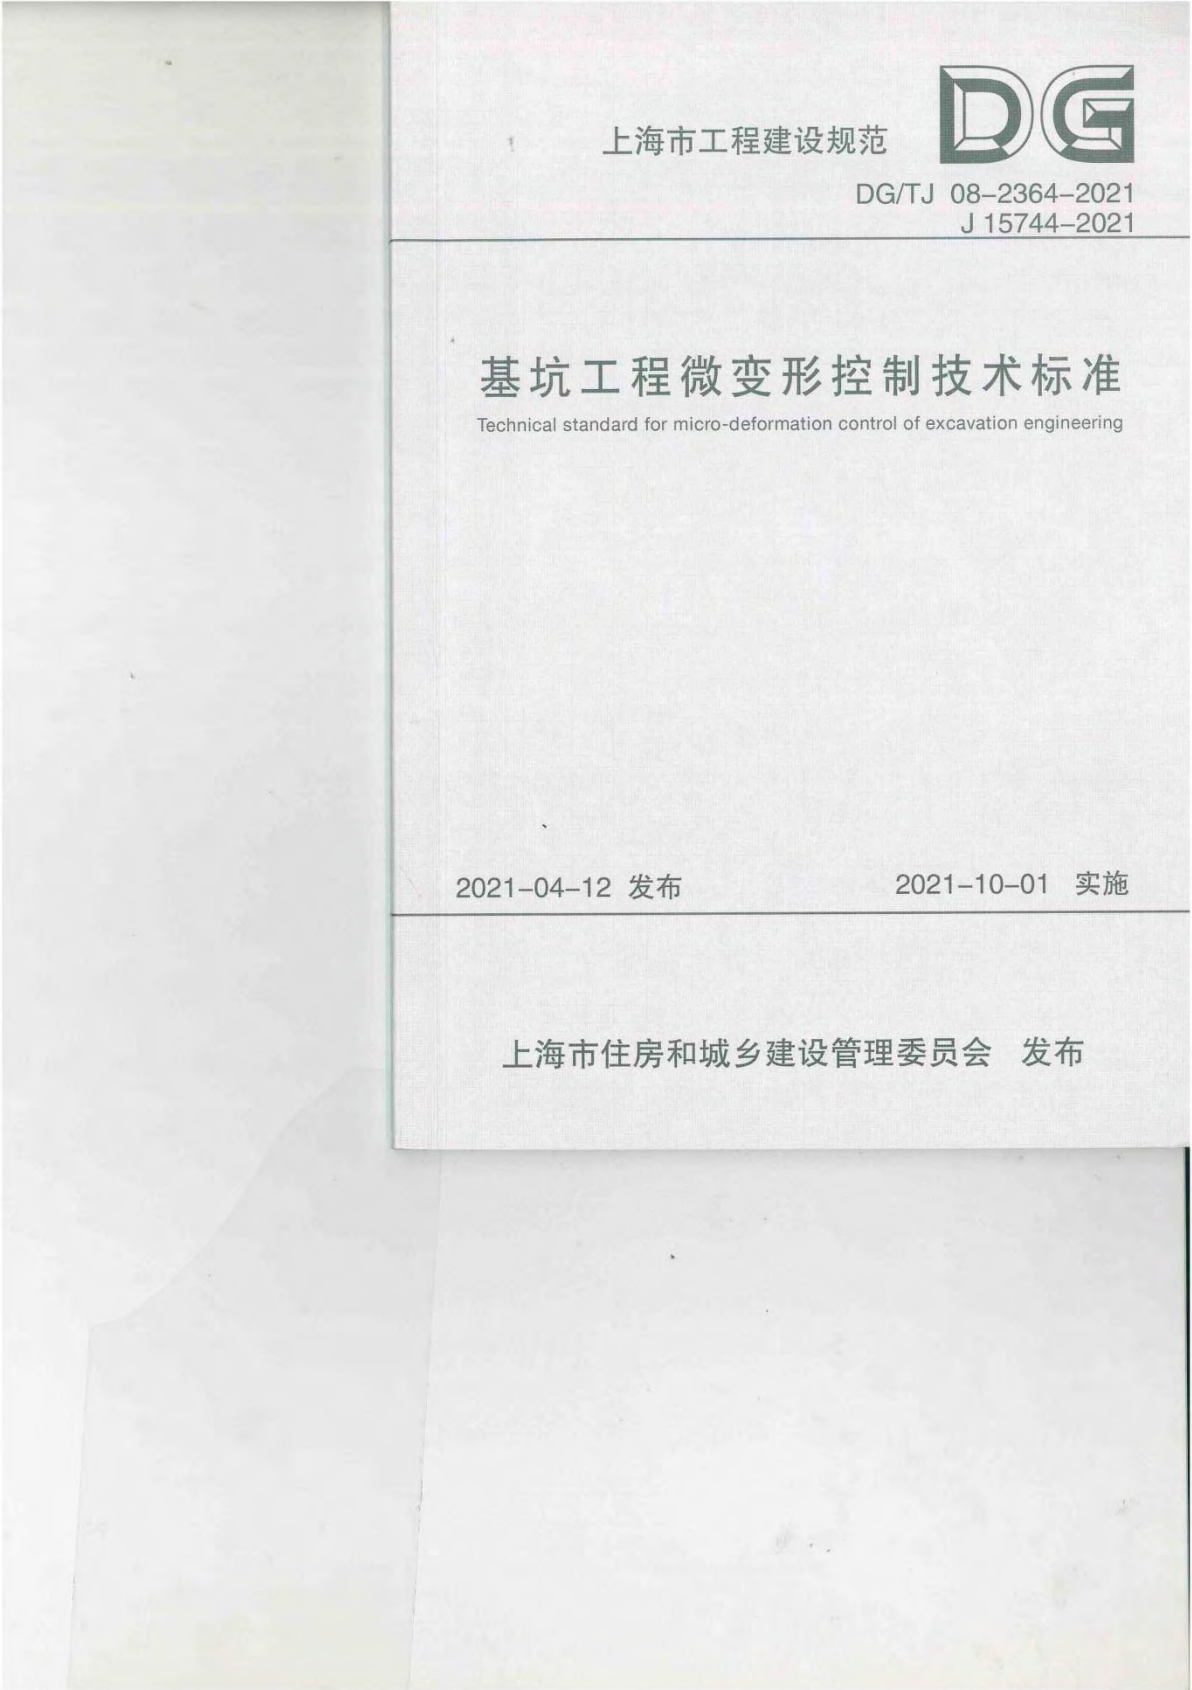 上海市工程建设规范
DG
DG/TJ 08-2364-2021
J 15744-2021
基坑工程微变形控制技术标准
Technical standard for micro-deformation control of excavation engineering
2021-04-12 发布
2021-10-01 实施
上海市住房和城乡建设管理委员会 发布